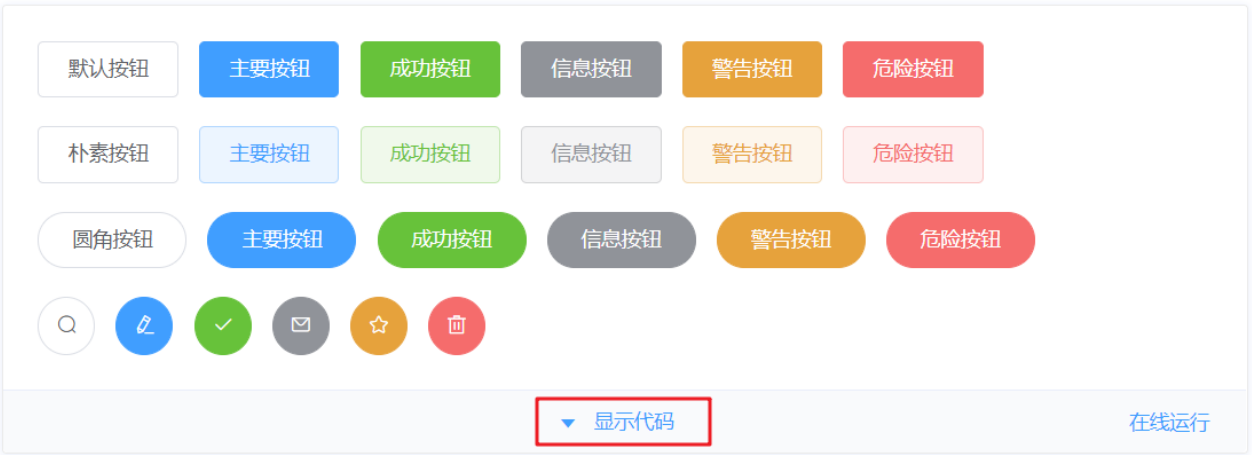 默认按钮 主要按钮 成功按钮 信息按钮 警告按钮 危险按钮
朴素按钮 主要按钮 成功按钮 信息按钮 警告按钮 危险按钮
圆角按钮 主要按钮 成功按钮 信息按钮 警告按钮 危险按钮
显示代码 在线运行